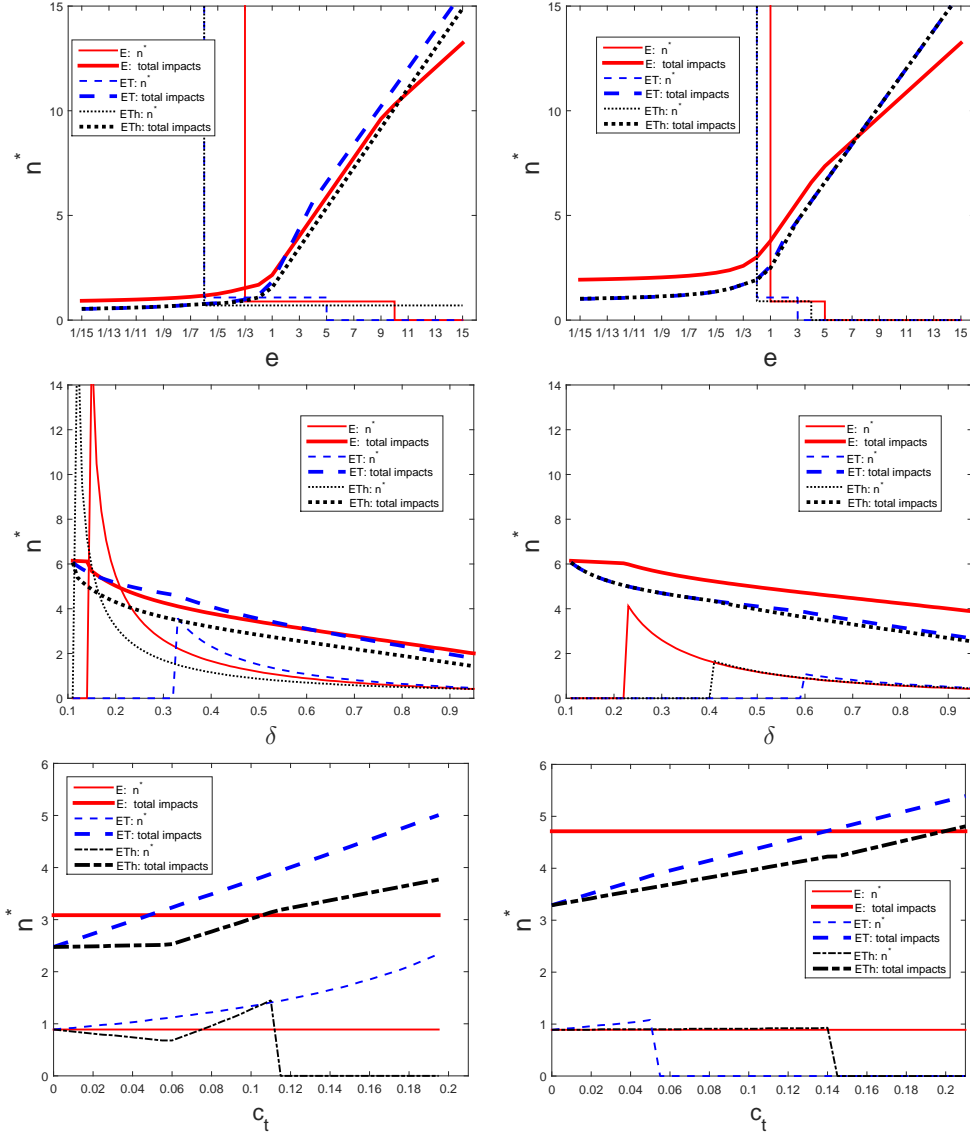 15
10
5
0
n*
E: n*
E: total impacts
ET: n*
ET: total impacts
ETh: n*
ETh: total impacts
1/15 1/13 1/11 1/9 1/7 1/5 1/3 1 3 5 7 9 11 13 15
e
15
10
5
0
n*
E: n*
E: total impacts
ET: n*
ET: total impacts
ETh: n*
ETh: total impacts
1/15 1/13 1/11 1/9 1/7 1/5 1/3 1 3 5 7 9 11 13 15
e
14
12
10
8
6
4
2
0
n*
E: n*
E: total impacts
ET: n*
ET: total impacts
ETh: n*
ETh: total impacts
0.1 0.2 0.3 0.4 0.5 0.6 0.7 0.8 0.9
δ
14
12
10
8
6
4
2
0
n*
E: n*
E: total impacts
ET: n*
ET: total impacts
ETh: n*
ETh: total impacts
0.1 0.2 0.3 0.4 0.5 0.6 0.7 0.8 0.9
δ
6
5
4
3
2
1
0
n*
E: n*
E: total impacts
ET: n*
ET: total impacts
ETh: n*
ETh: total impacts
0 0.02 0.04 0.06 0.08 0.1 0.12 0.14 0.16 0.18 0.2
c_t
6
5
4
3
2
1
0
n*
E: n*
E: total impacts
ET: n*
ET: total impacts
ETh: n*
ETh: total impacts
0 0.02 0.04 0.06 0.08 0.1 0.12 0.14 0.16 0.18 0.2
c_t